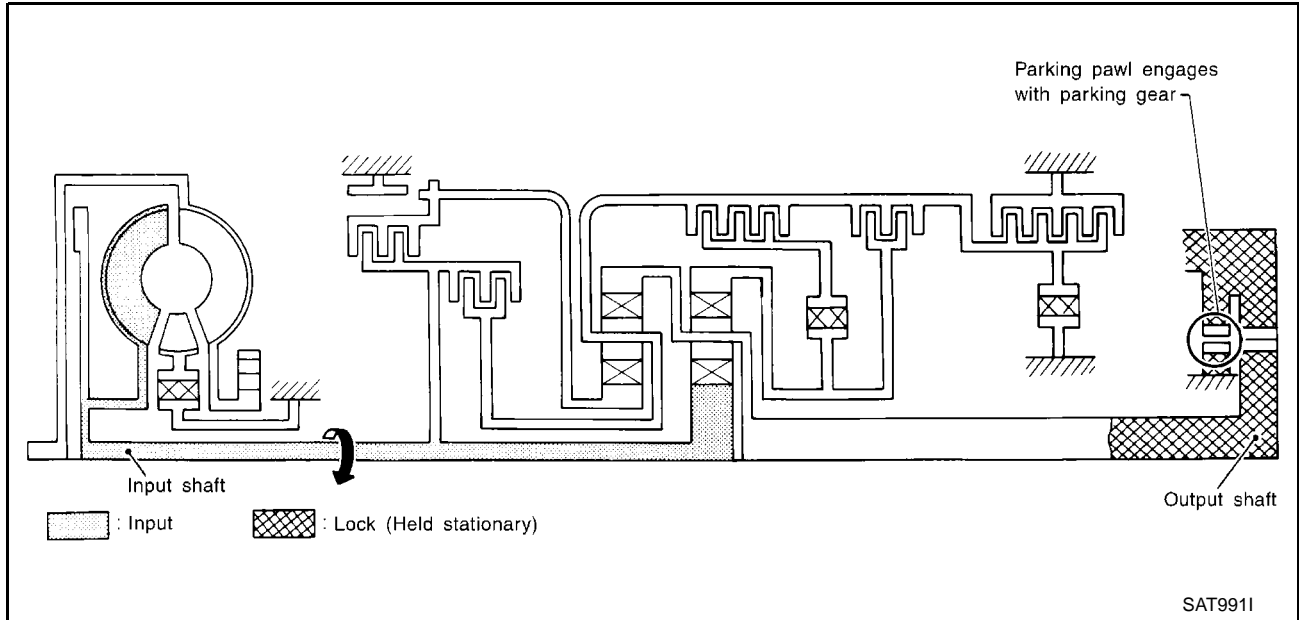 Parking pawl engages
with parking gear
Input shaft
Output shaft
: Input
: Lock (Held stationary)
SAT991I